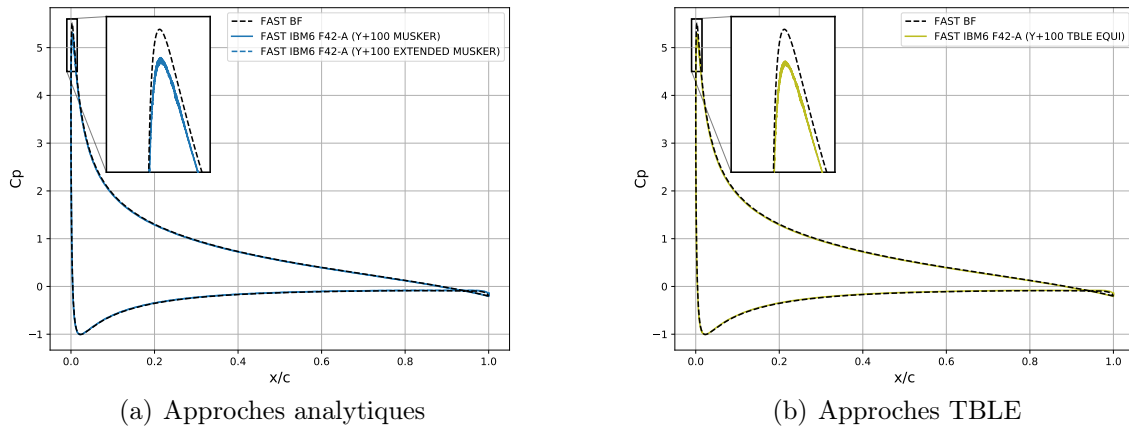 FAST BF
FAST IBM6 F42-A (Y+100 MUSKER)
FAST IBM6 F42-A (Y+100 EXTENDED MUSKER)
5
4
3
2
1
0
−1
Cp
0.0 0.2 0.4 0.6 0.8 1.0
x/c
(a) Approches analytiques
FAST BF
FAST IBM6 F42-A (Y+100 TBLE EQUI)
5
4
3
2
1
0
−1
Cp
0.0 0.2 0.4 0.6 0.8 1.0
x/c
(b) Approches TBLE